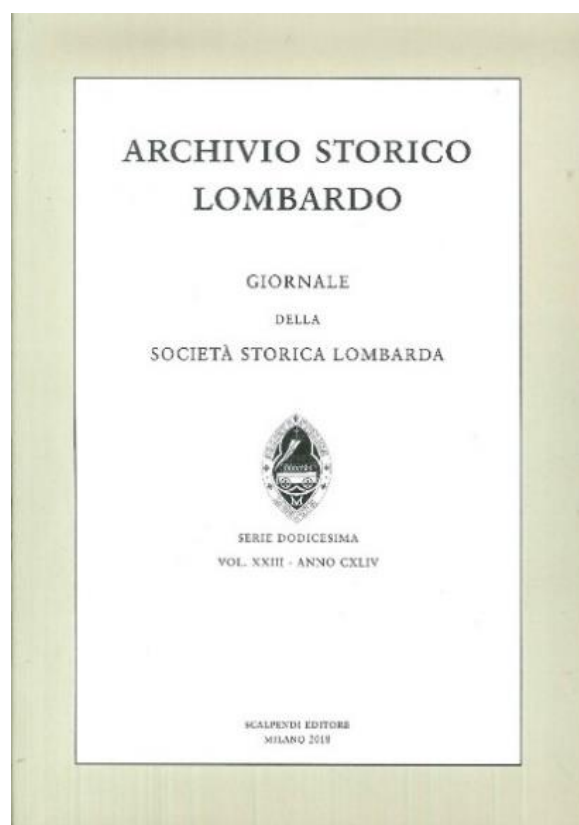 ARCHIVIO STORICO
LOMBARDO
GIORNALE
DELLA
SOCIETÀ STORICA LOMBARDA
SERIE DODICESIMA
VOL. XXIII - ANNO CXLIV
SCALPENDI EDITORE
MILANO 2018